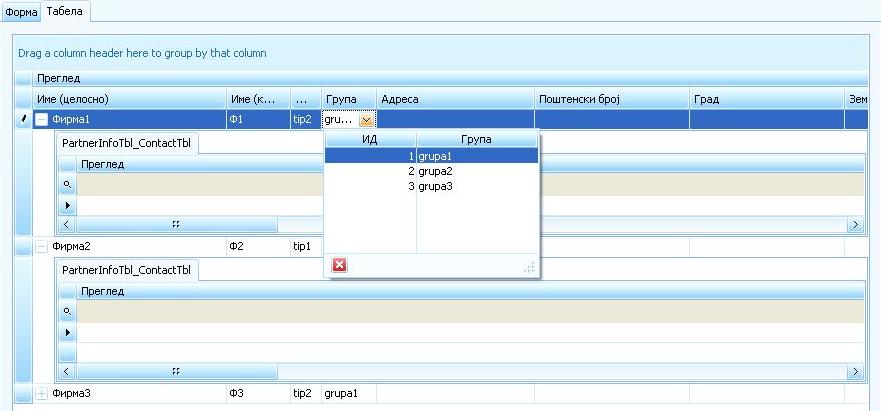 Форма Табела
Drag a column header here to group by that column
Преглед
Име (целосно) Име (к... ... Група Адреса Поштенски број Град Зем
Фирма1 Ф1 tip2 gru...
ИД Група
1 grupa1
2 grupa2
3 grupa3
PartnerInfoTbl_ContactTbl
Преглед
Фирма2 Ф2 tip1
PartnerInfoTbl_ContactTbl
Преглед
Фирма3 Ф3 tip2 grupa1